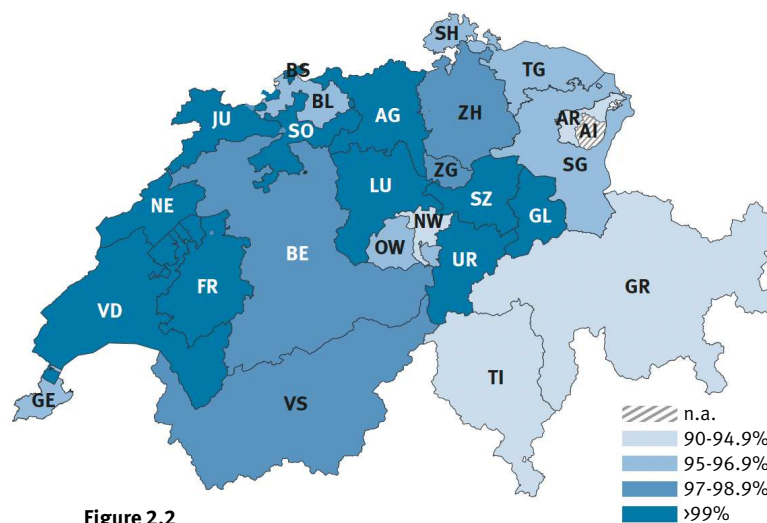 SH
BS
TG
BL
JU
AG
ZH
AR
AI
SO
ZG
SG
LU
SZ
NE
NW
GL
OW
BE
UR
FR
GR
VD
TI
GE
VS
n.a.
90-94.9%
95-96.9%
97-98.9%
›99%
Figure 2.2